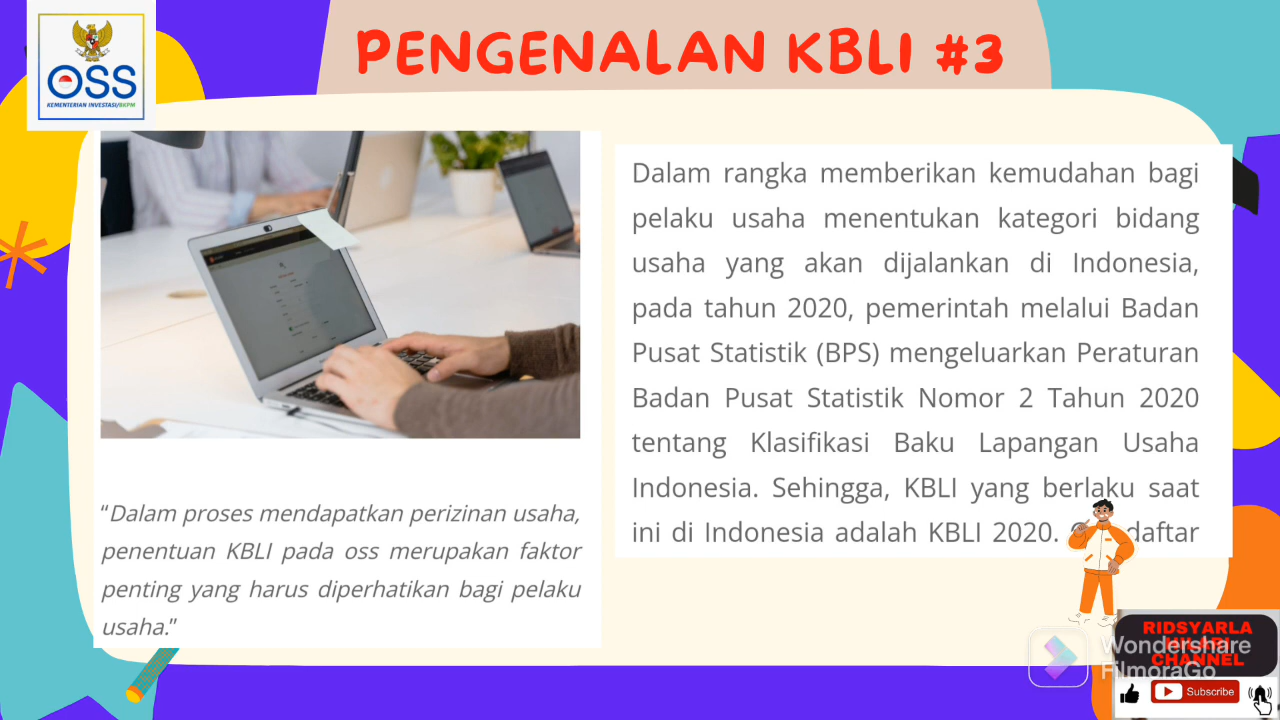 PENGENALAN KBLI #3
OSS
KEMENTERIAN INVESTASI/BKPM
Dalam rangka memberikan kemudahan bagi
pelaku usaha menentukan kategori bidang
usaha yang akan dijalankan di Indonesia,
pada tahun 2020, pemerintah melalui Badan
Pusat Statistik (BPS) mengeluarkan Peraturan
Badan Pusat Statistik Nomor 2 Tahun 2020
tentang Klasifikasi Baku Lapangan Usaha
Indonesia. Sehingga, KBLI yang berlaku saat
ini di Indonesia adalah KBLI 2020. daftar
“Dalam proses mendapatkan perizinan usaha,
penentuan KBLI pada oss merupakan faktor
penting yang harus diperhatikan bagi pelaku
usaha.”
RIDSYARLA
CHANNEL
Wondershare
FilmoraGo
Subscribe